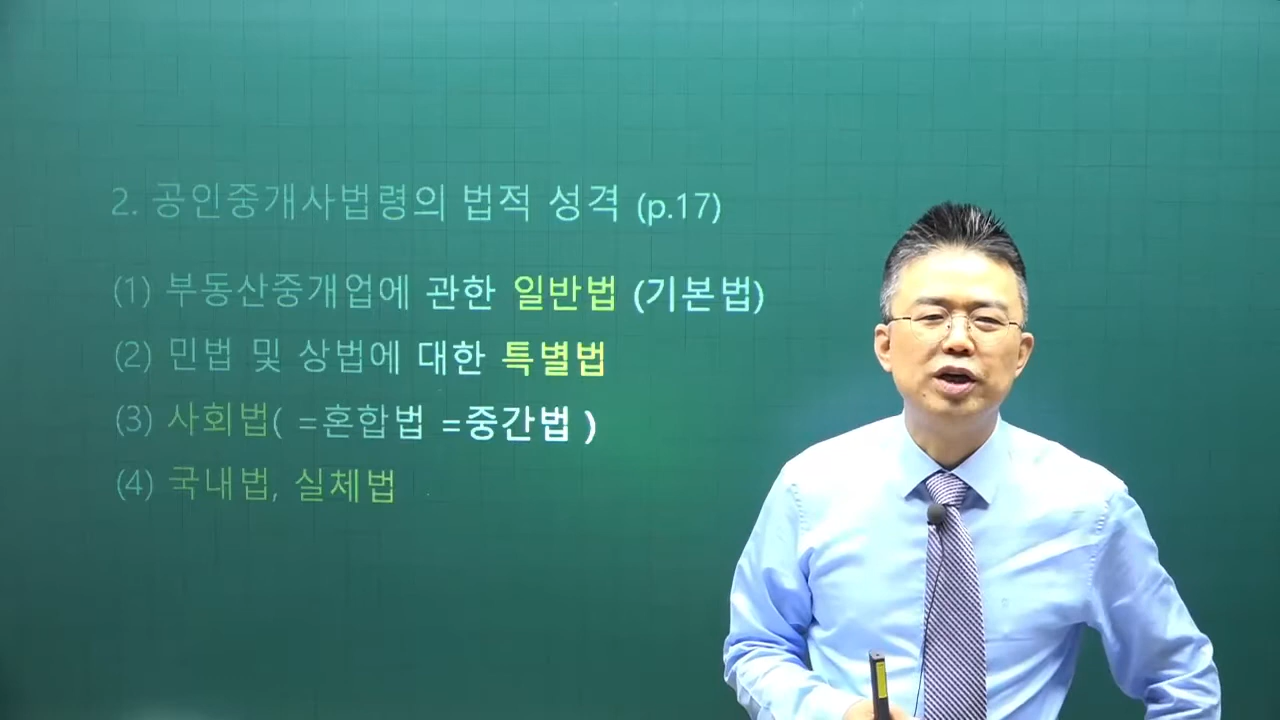 2. 공인중개사법령의 법적 성격 (p.17)
(1) 부동산중개업에 관한 일반법 (기본법)
(2) 민법 및 상법에 대한 특별법
(3) 사회법( =혼합법 =중간법 )
(4) 국내법, 실체법